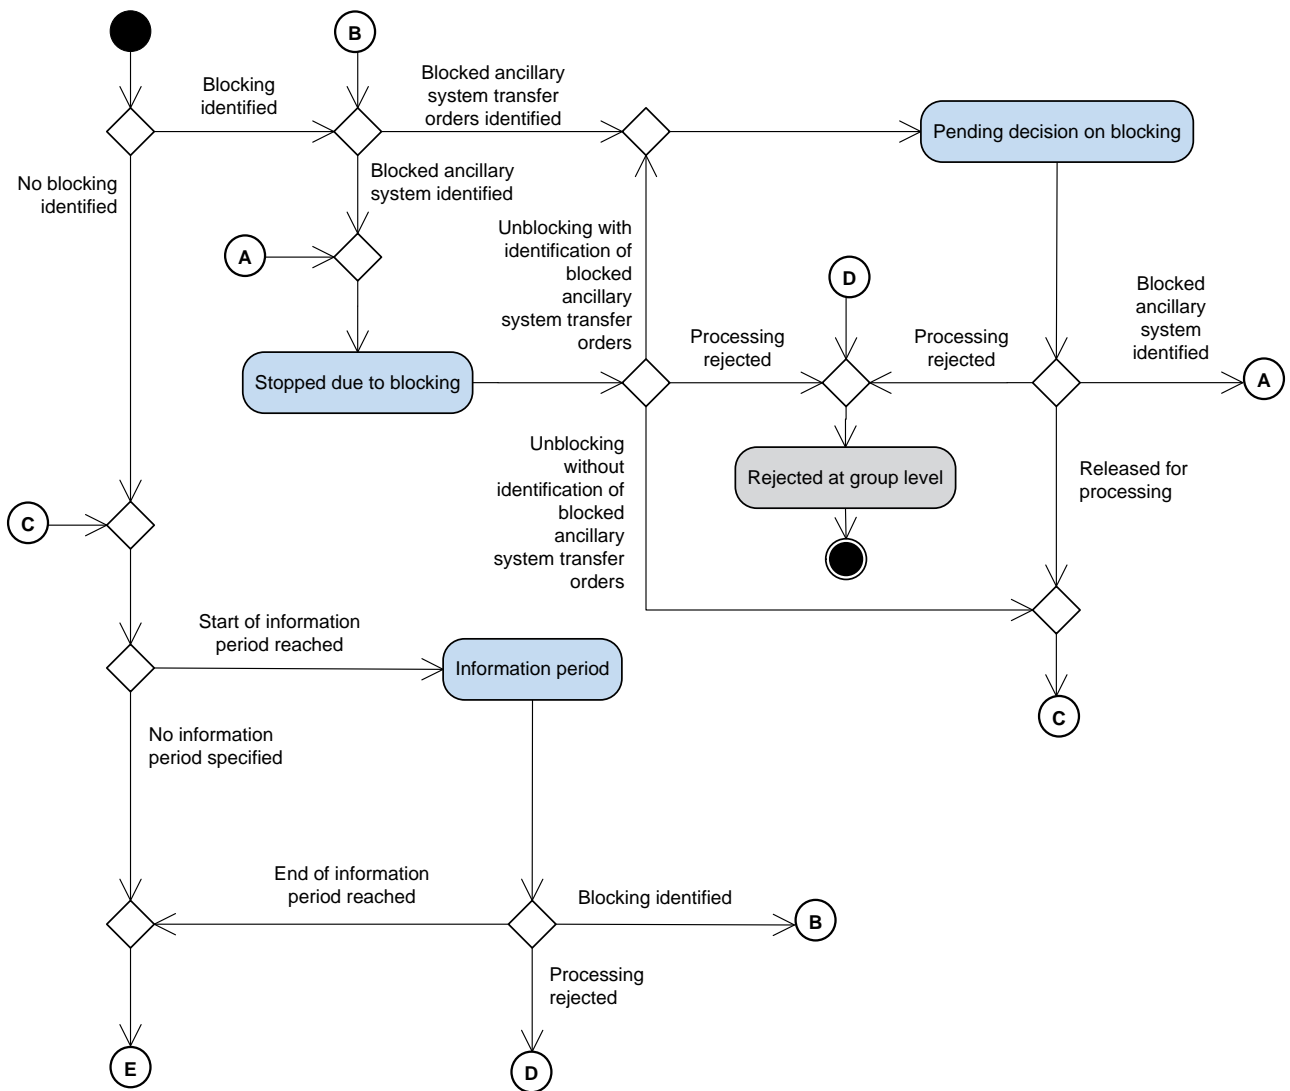 B
Blocking
identified
Blocked ancillary
system transfer
orders identified
Pending decision on blocking
No blocking
identified
Blocked ancillary
system identified
A
Unblocking with
identification of
blocked
ancillary
system transfer
orders
D
Blocked
ancillary
system
identified
Processing
rejected
Processing
rejected
Stopped due to blocking
A
Unblocking
without
identification of
blocked
ancillary
system transfer
orders
Rejected at group level
Released for
processing
C
Start of information
period reached
Information period
C
No information
period specified
End of information
period reached
Blocking identified
B
Processing
rejected
E
D